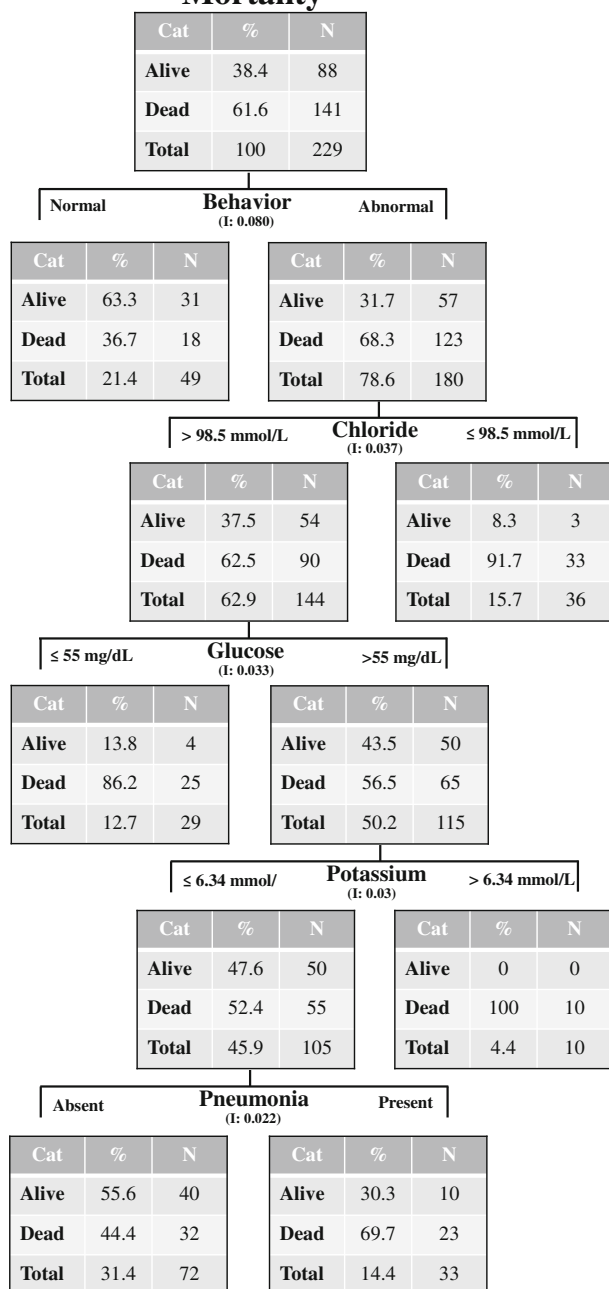 Mortality
Cat % N
Alive 38.4 88
Dead 61.6 141
Total 100 229
Normal Behavior Abnormal
(I: 0.080)
Cat % N
Alive 63.3 31
Dead 36.7 18
Total 21.4 49
Cat % N
Alive 31.7 57
Dead 68.3 123
Total 78.6 180
> 98.5 mmol/L Chloride ≤ 98.5 mmol/L
(I: 0.037)
Cat % N
Alive 37.5 54
Dead 62.5 90
Total 62.9 144
Cat % N
Alive 8.3 3
Dead 91.7 33
Total 15.7 36
≤ 55 mg/dL Glucose >55 mg/dL
(I: 0.033)
Cat % N
Alive 13.8 4
Dead 86.2 25
Total 12.7 29
Cat % N
Alive 43.5 50
Dead 56.5 65
Total 50.2 115
≤ 6.34 mmol/ Potassium > 6.34 mmol/L
(I: 0.03)
Cat % N
Alive 47.6 50
Dead 52.4 55
Total 45.9 105
Cat % N
Alive 0 0
Dead 100 10
Total 4.4 10
Absent Pneumonia Present
(I: 0.022)
Cat % N
Alive 55.6 40
Dead 44.4 32
Total 31.4 72
Cat % N
Alive 30.3 10
Dead 69.7 23
Total 14.4 33